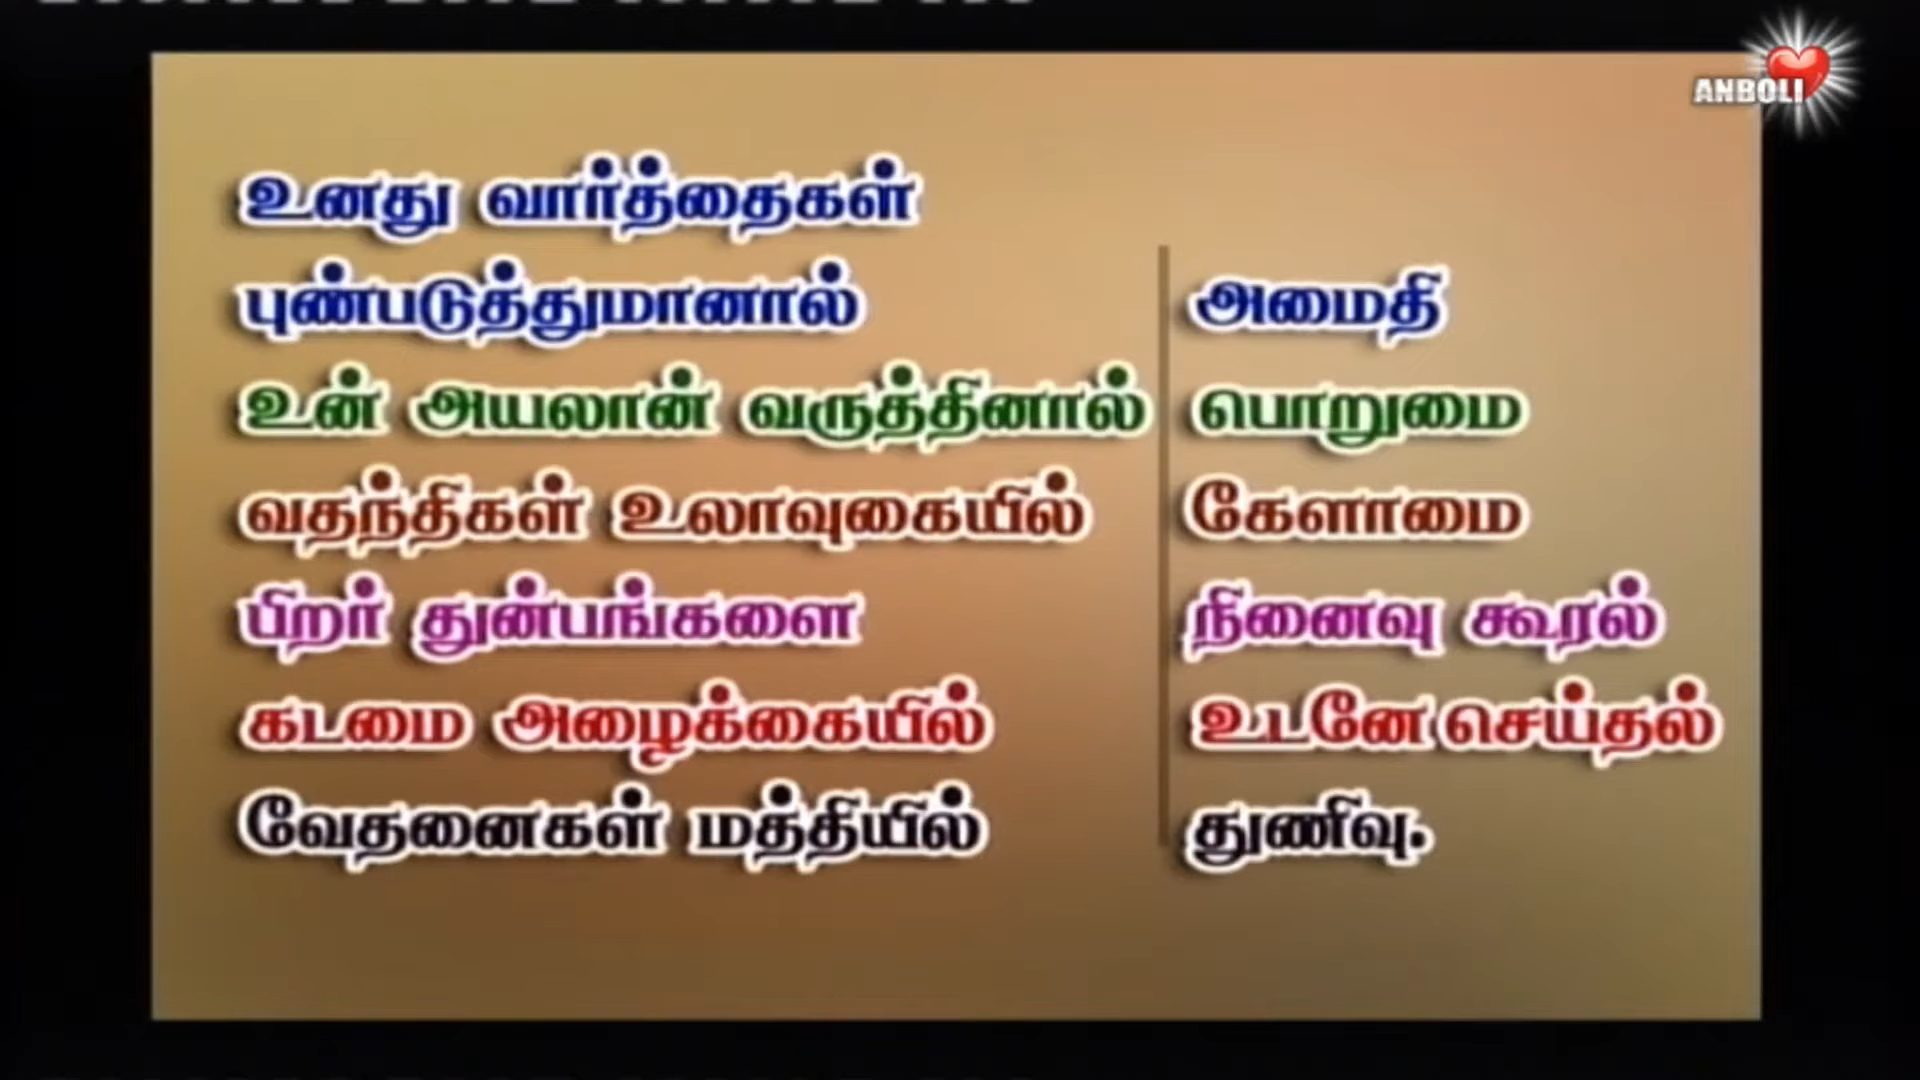 ANBOLI
உனது வார்த்தைகள்
புண்படுத்துமானால் அமைதி
உன் அயலான் வருத்தினால் பொறுமை
வதந்திகள் உலாவுகையில் கேளாமை
பிறர் துன்பங்களை நினைவு கூரல்
கடமை அழைக்கையில் உடனே செய்தல்
வேதனைகள் மத்தியில் துணிவு.